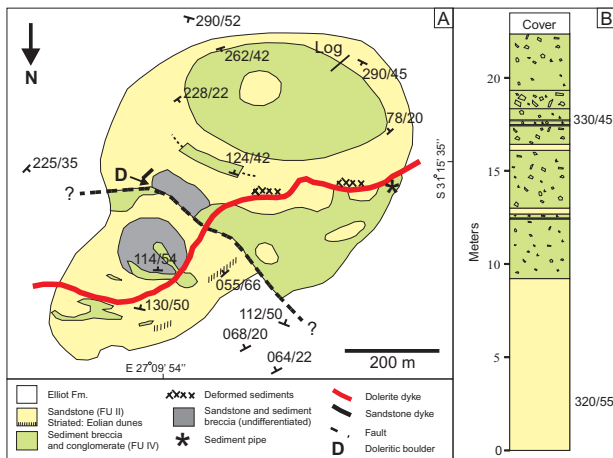 A
290/52
N
262/42
Log
290/45
228/22
78/20
225/35
124/42
D
?
S 31° 15' 35"
114/54
055/66
130/50
112/50
?
068/20
064/22
200 m
E 27°09' 54"
Elliot Fm.
Sandstone (FU II)
Striated: Eolian dunes
Sediment breccia
and conglomerate (FU IV)
Deformed sediments
Sandstone and sediment
breccia (undifferentiated)
Sediment pipe
Dolerite dyke
Sandstone dyke
Fault
D Doleritic boulder
B
Cover
20
330/45
15
Meters
10
5
320/55
0